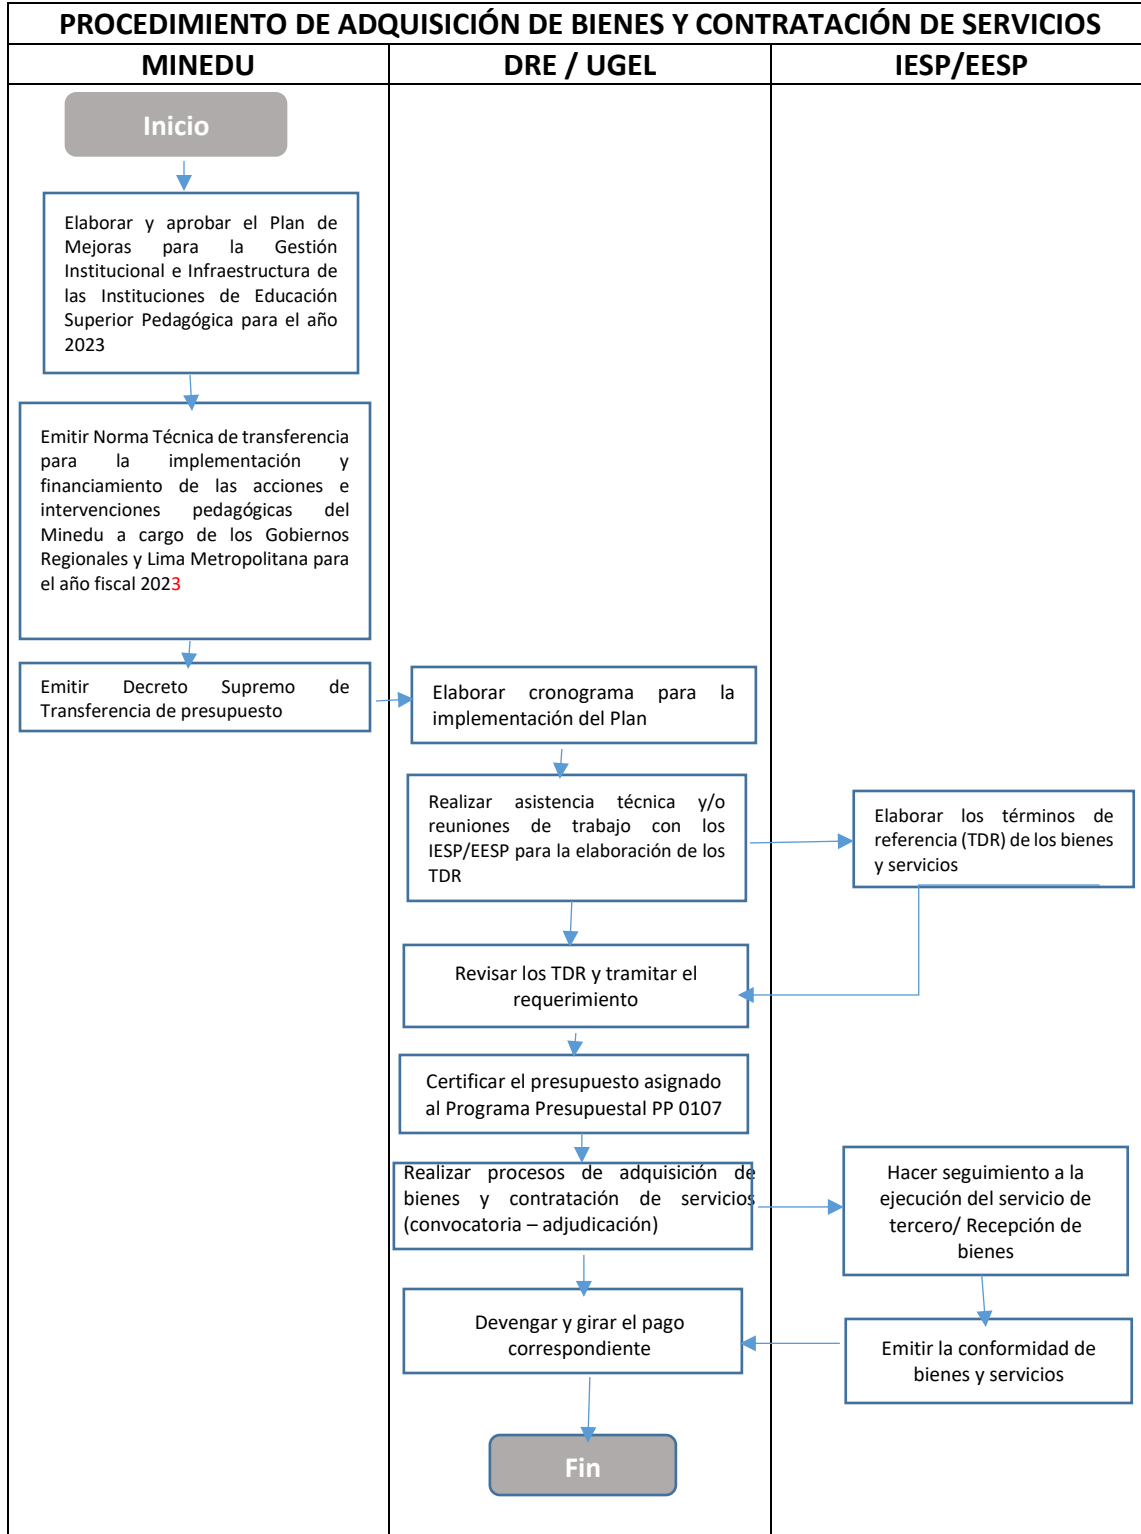 PROCEDIMIENTO DE ADQUISICIÓN DE BIENES Y CONTRATACIÓN DE SERVICIOS
MINEDU
DRE / UGEL
IESP/EESP
Inicio
Elaborar y aprobar el Plan de
Mejoras para la Gestión
Institucional e Infraestructura de
las Instituciones de Educación
Superior Pedagógica para el año
2023
Emitir Norma Técnica de transferencia
para la implementación y
financiamiento de las acciones e
intervenciones pedagógicas del
Minedu a cargo de los Gobiernos
Regionales y Lima Metropolitana para
el año fiscal 2023
Emitir Decreto Supremo de
Transferencia de presupuesto
Elaborar cronograma para la
implementación del Plan
Realizar asistencia técnica y/o
reuniones de trabajo con los
IESP/EESP para la elaboración de los
TDR
Elaborar los términos de
referencia (TDR) de los bienes
y servicios
Revisar los TDR y tramitar el
requerimiento
Certificar el presupuesto asignado
al Programa Presupuestal PP 0107
Realizar procesos de adquisición de
bienes y contratación de servicios
(convocatoria – adjudicación)
Hacer seguimiento a la
ejecución del servicio de
tercero/ Recepción de
bienes
Devengar y girar el pago
correspondiente
Emitir la conformidad de
bienes y servicios
Fin